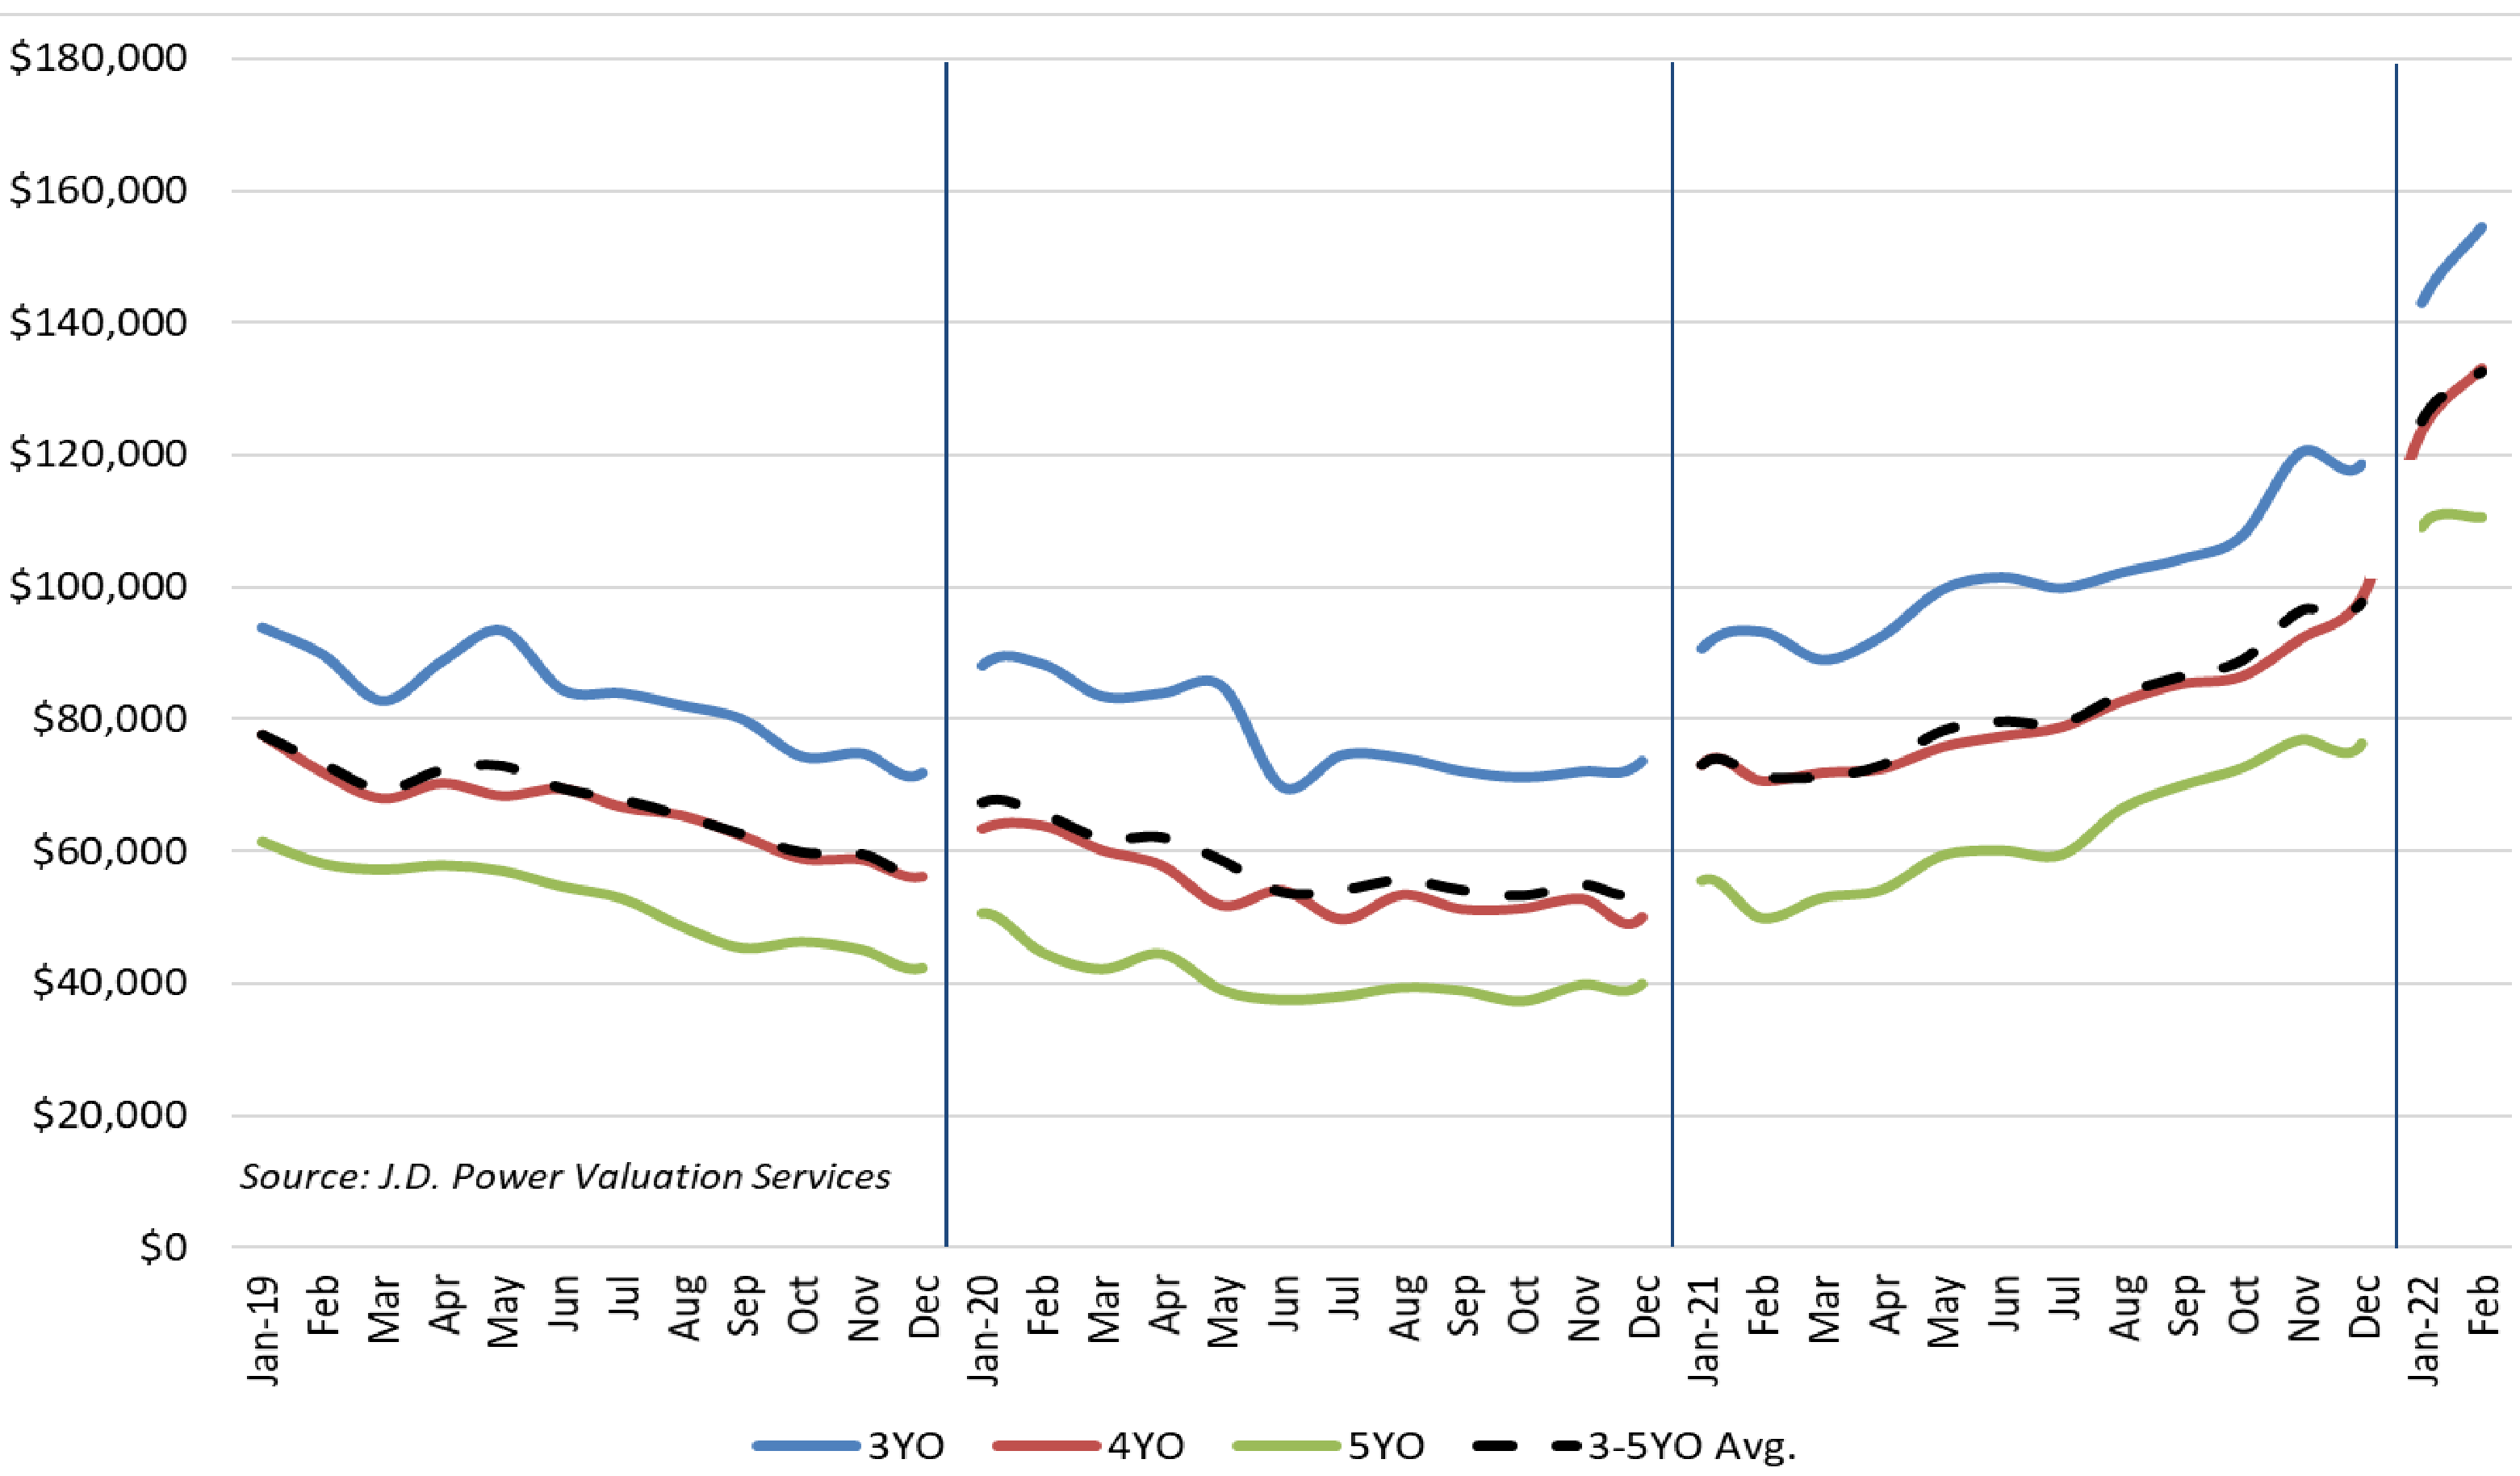 $180,000
$160,000
$140,000
$120,000
$100,000
$80,000
$60,000
$40,000
$20,000
$0
Source: J.D. Power Valuation Services
Jan-19
Feb
Mar
Apr
May
Jun
Jul
Aug
Sep
Oct
Nov
Dec
Jan-20
Feb
Mar
Apr
May
Jun
Jul
Aug
Sep
Oct
Nov
Dec
Jan-21
Feb
Mar
Apr
May
Jun
Jul
Aug
Sep
Oct
Nov
Dec
Jan-22
Feb
3YO 4YO 5YO 3-5YO Avg.